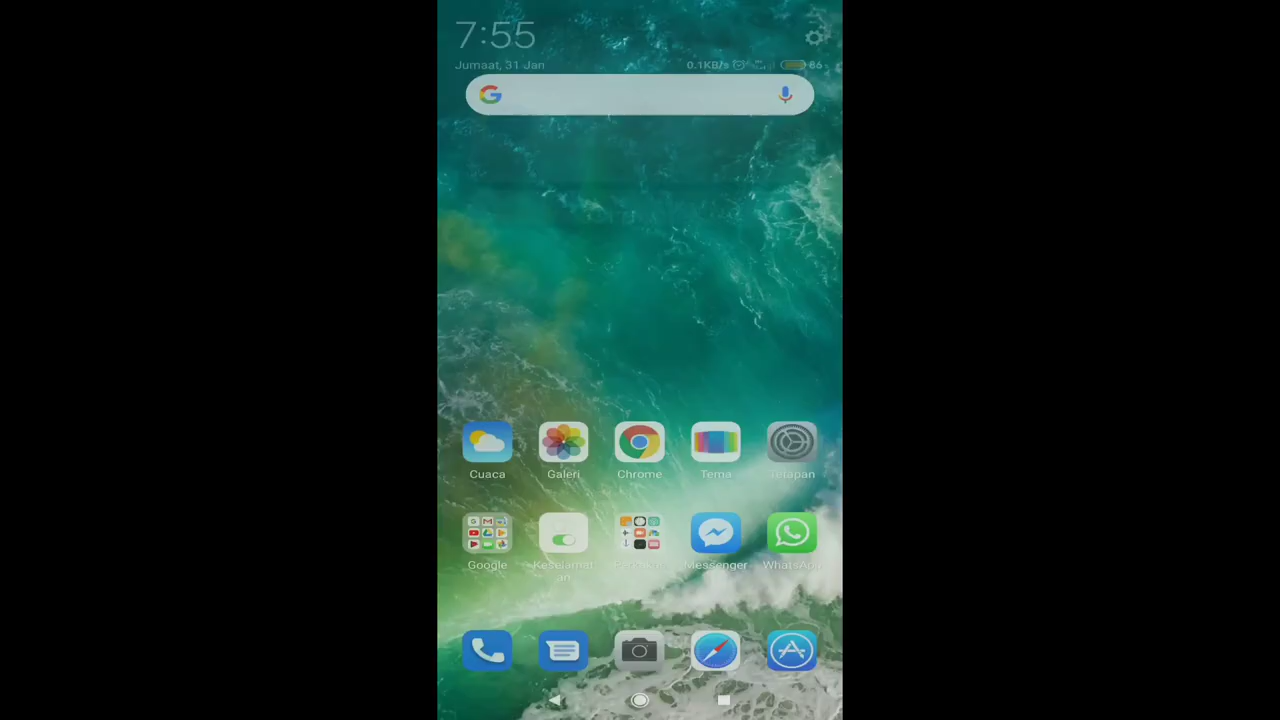 7:55
Jumaat, 31 Jan
0.1KB/s
86
Cuaca
Galeri
Chrome
Tema
Tetapan
Google
Keselamat
an
Messenger
WhatsApp